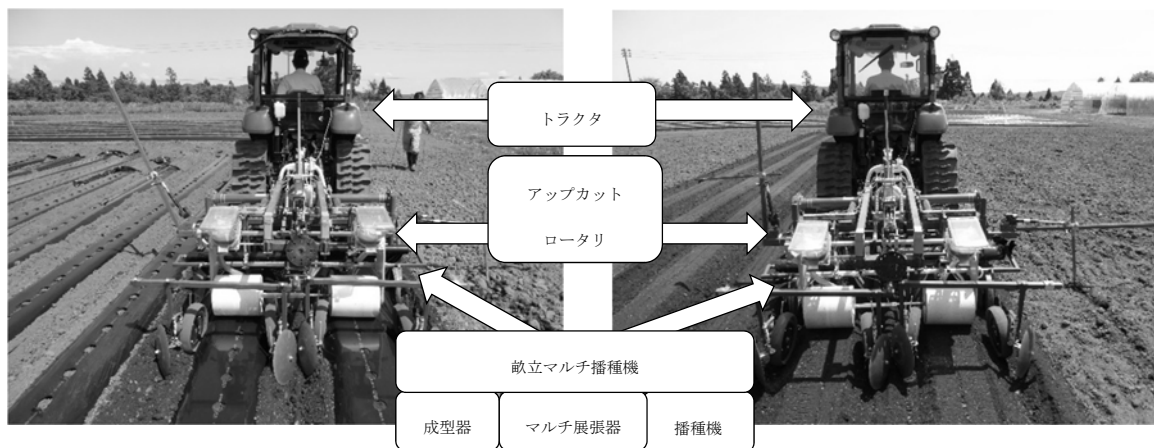 トラクタ
アップカット
ロータリ
畝立マルチ播種機
成型器
マルチ展張器
播種機